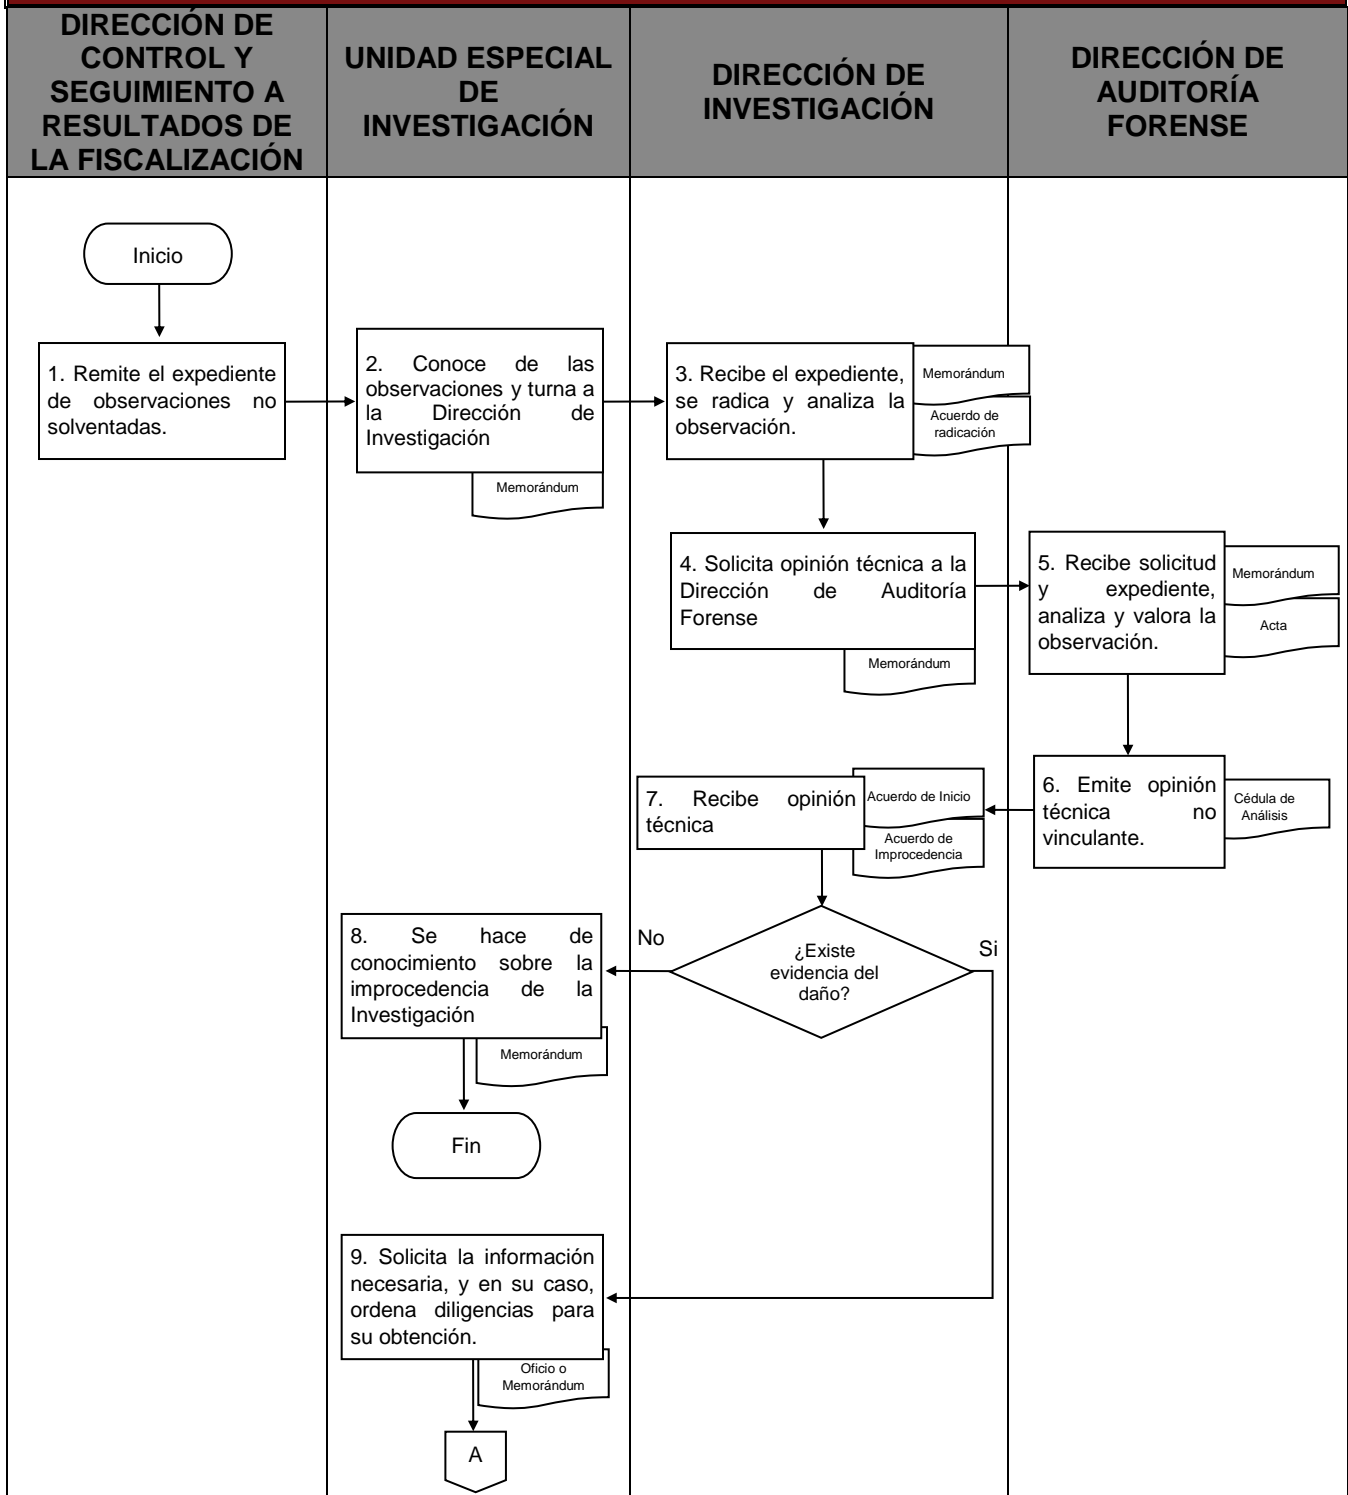 DIRECCIÓN DE
CONTROL Y
SEGUIMIENTO A
RESULTADOS DE
LA FISCALIZACIÓN
UNIDAD ESPECIAL
DE
INVESTIGACIÓN
DIRECCIÓN DE
INVESTIGACIÓN
DIRECCIÓN DE
AUDITORÍA
FORENSE
Inicio
1. Remite el expediente
de observaciones no
solventadas.
2. Conoce de las
observaciones y turna a
la Dirección de
Investigación
Memorándum
3. Recibe el expediente,
se radica y analiza la
observación.
Memorándum
Acuerdo de
radicación
4. Solicita opinión técnica a la
Dirección de Auditoría
Forense
Memorándum
5. Recibe solicitud
y expediente,
analiza y valora la
observación.
Memorándum
Acta
6. Emite opinión
técnica no
vinculante.
Cédula de
Análisis
7. Recibe opinión
técnica
Acuerdo de Inicio
Acuerdo de
Improcedencia
¿Existe
evidencia del
daño?
No
Si
8. Se hace de
conocimiento sobre la
improcedencia de la
Investigación
Memorándum
Fin
9. Solicita la información
necesaria, y en su caso,
ordena diligencias para
su obtención.
Oficio o
Memorándum
A